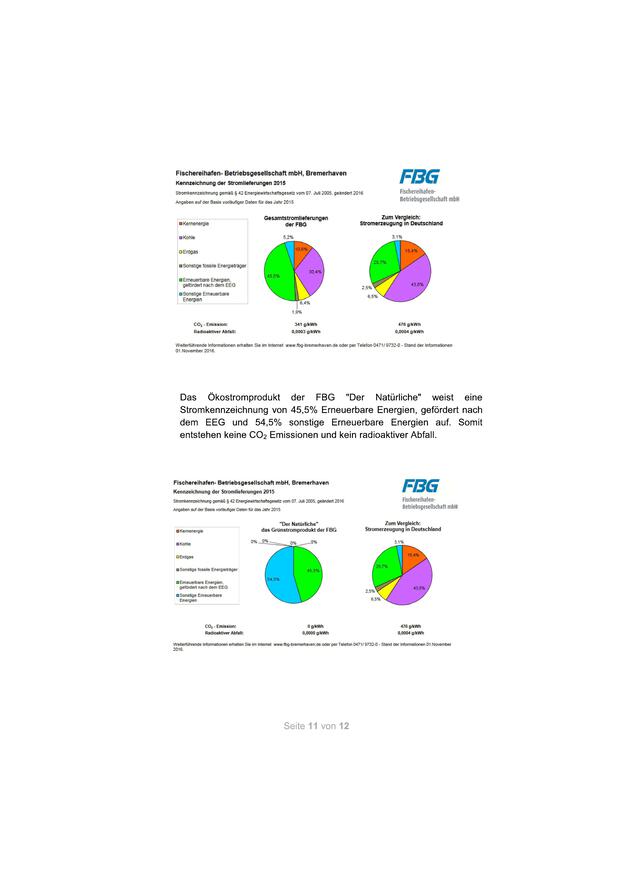 Fischereihafen- Betriebsgesellschaft mbH, Bremerhaven
Kennzeichnung der Stromlieferungen 2015
Stromkennzeichnung gemäß § 42 Energiewirtschaftsgesetz vom 07. Juli 2005, geändert 2016
Angaben auf der Basis vorläufiger Daten für das Jahr 2015
FBG
Fischereihafen-
Betriebsgesellschaft mbH
Gesamtstromlieferungen
der FBG
Zum Vergleich:
Stromerzeugung in Deutschland
Kernenergie
Kohle
Erdgas
Sonstige fossile Energieträger
Erneuerbare Energien,
gefördert nach dem EEG
Sonstige Erneuerbare
Energien
5,2%
30,4%
6,4%
1,9%
45,5%
3,1%
15,4%
43,8%
6,5%
2,5%
28,7%
CO₂ - Emission: 341 g/kWh 476 g/kWh
Radioaktiver Abfall: 0,0003 g/kWh 0,0004 g/kWh
Weiterführende Informationen erhalten Sie im Internet www.fbg-bremerhaven.de oder per Telefon 0471/ 9732-0 - Stand der Informationen
01.November 2016.
Das Ökostromprodukt der FBG "Der Natürliche" weist eine
Stromkennzeichnung von 45,5% Erneuerbare Energien, gefördert nach
dem EEG und 54,5% sonstige Erneuerbare Energien auf. Somit
entstehen keine CO₂ Emissionen und kein radioaktiver Abfall.
Fischereihafen- Betriebsgesellschaft mbH, Bremerhaven
Kennzeichnung der Stromlieferungen 2015
Stromkennzeichnung gemäß § 42 Energiewirtschaftsgesetz vom 07. Juli 2005, geändert 2016
Angaben auf der Basis vorläufiger Daten für das Jahr 2015
FBG
Fischereihafen-
Betriebsgesellschaft mbH
"Der Natürliche"
das Grünstromprodukt der FBG
Zum Vergleich:
Stromerzeugung in Deutschland
Kernenergie
Kohle
Erdgas
Sonstige fossile Energieträger
Erneuerbare Energien,
gefördert nach dem EEG
Sonstige Erneuerbare
Energien
0% 0% 0% 0%
45,5%
54,5%
3,1%
15,4%
43,8%
6,5%
2,5%
28,7%
CO₂ - Emission: 0 g/kWh 476 g/kWh
Radioaktiver Abfall: 0,0000 g/kWh 0,0004 g/kWh
Weiterführende Informationen erhalten Sie im Internet www.fbg-bremerhaven.de oder per Telefon 0471/ 9732-0 - Stand der Informationen 01.November
2016.
Seite 11 von 12